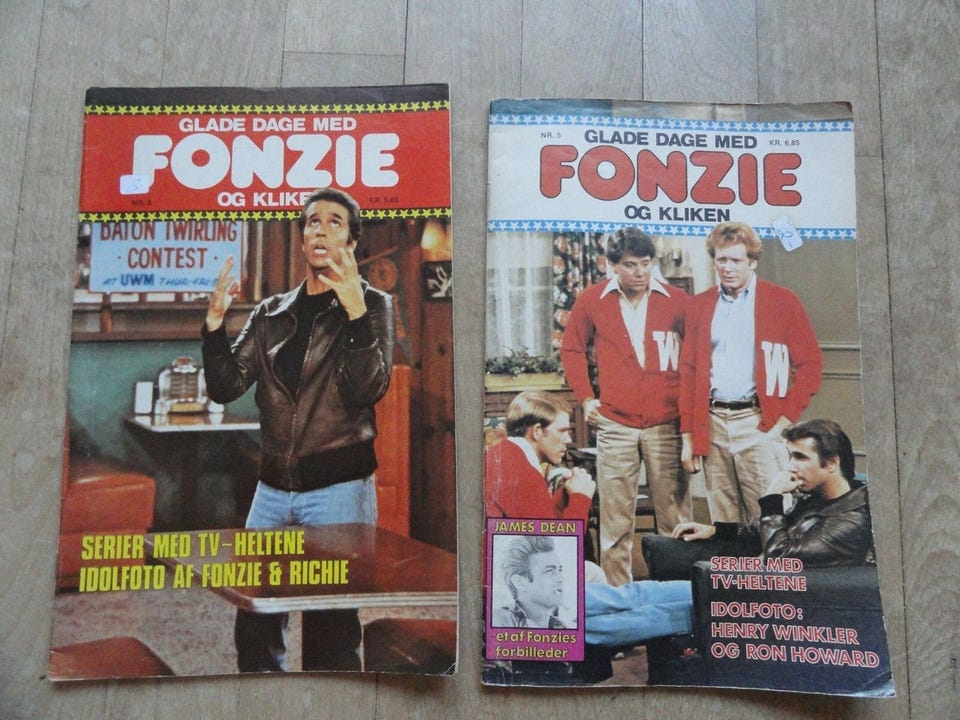 GLADE DAGE MED
FONZIE
NR. 3
OG KLIKEN
KR. 5,85
BATON TWIRLING
CONTEST
AT UWM THUR-FRI-S
SERIER MED TV-HELTENE
IDOLFOTO AF FONZIE & RICHIE
NR. 5
GLADE DAGE MED
KR. 6,85
FONZIE
OG KLIKEN
W
W
JAMES DEAN
-et af Fonzies
forbilleder
SERIER MED
TV-HELTENE
IDOLFOTO:
HENRY WINKLER
OG RON HOWARD